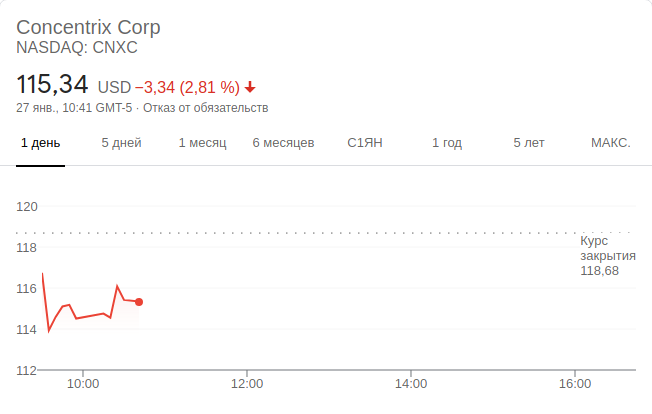 Concentrix Corp
NASDAQ: CNXC
115,34 USD −3,34 (2,81 %)
27 янв., 10:41 GMT-5 · Отказ от обязательств
1 день 5 дней 1 месяц 6 месяцев С1ЯН 1 год 5 лет МАКС.
120
118
116
114
112
Курс
закрытия
118,68
10:00 12:00 14:00 16:00